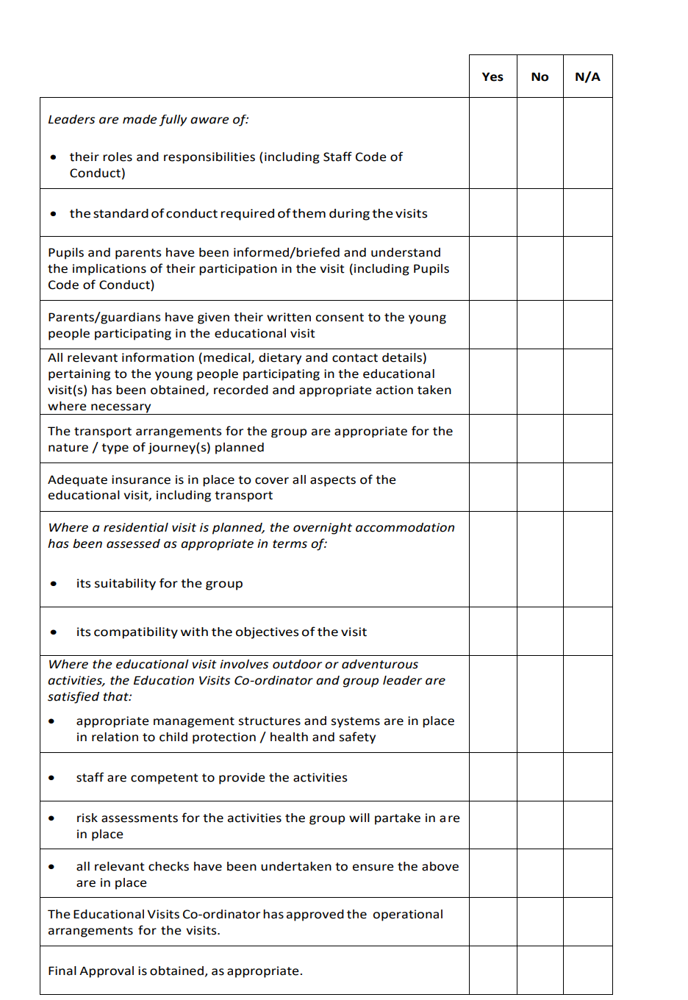 Yes No N/A
Leaders are made fully aware of:
• their roles and responsibilities (including Staff Code of
Conduct)
• the standard of conduct required of them during the visits
Pupils and parents have been informed/briefed and understand
the implications of their participation in the visit (including Pupils
Code of Conduct)
Parents/guardians have given their written consent to the young
people participating in the educational visit
All relevant information (medical, dietary and contact details)
pertaining to the young people participating in the educational
visit(s) has been obtained, recorded and appropriate action taken
where necessary
The transport arrangements for the group are appropriate for the
nature / type of journey(s) planned
Adequate insurance is in place to cover all aspects of the
educational visit, including transport
Where a residential visit is planned, the overnight accommodation
has been assessed as appropriate in terms of:
• its suitability for the group
• its compatibility with the objectives of the visit
Where the educational visit involves outdoor or adventurous
activities, the Education Visits Co-ordinator and group leader are
satisfied that:
• appropriate management structures and systems are in place
in relation to child protection / health and safety
• staff are competent to provide the activities
• risk assessments for the activities the group will partake in are
in place
• all relevant checks have been undertaken to ensure the above
are in place
The Educational Visits Co-ordinator has approved the operational
arrangements for the visits.
Final Approval is obtained, as appropriate.